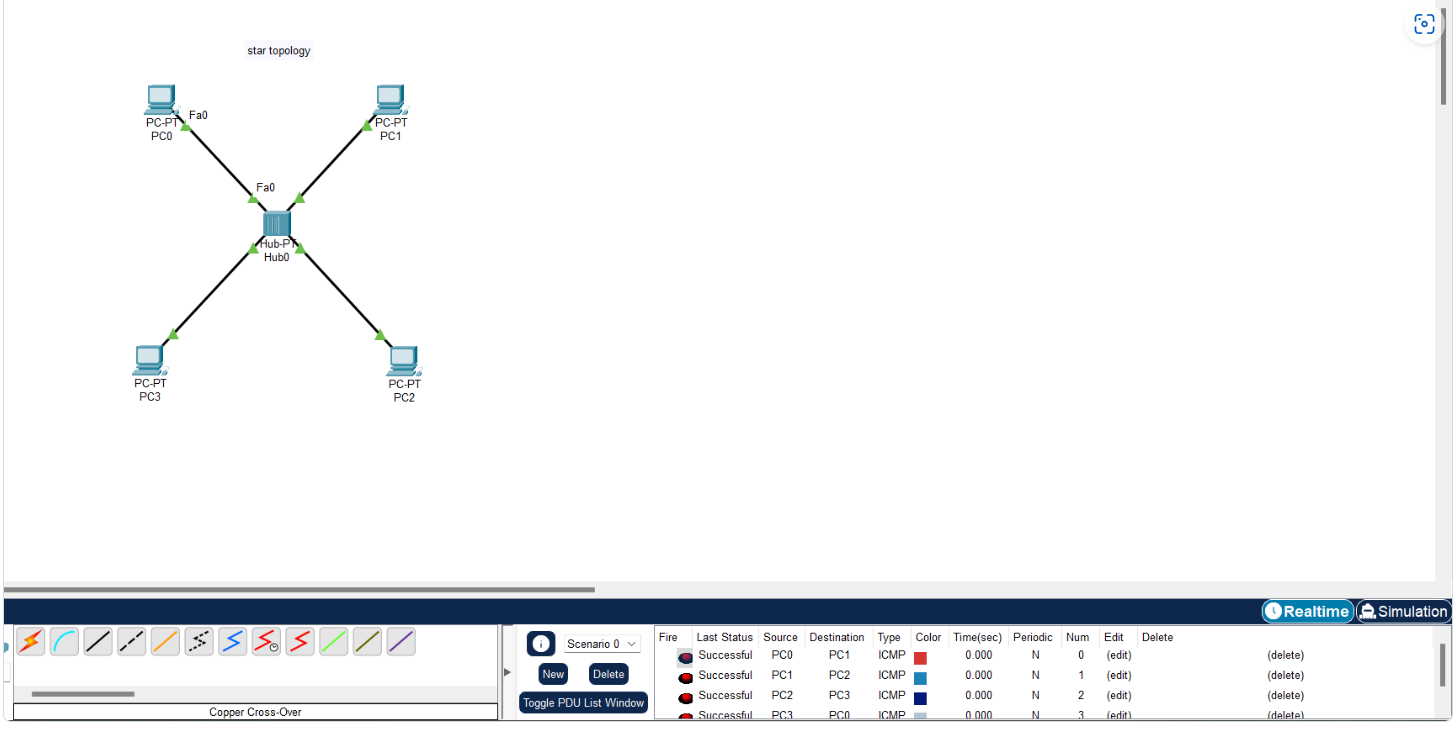 star topology
Fa0
PC-PT
PC0
PC-PT
PC1
Fa0
Hub-PT
Hub0
PC-PT
PC3
PC-PT
PC2
Realtime
Simulation
Scenario 0
New
Delete
Toggle PDU List Window
Copper Cross-Over
Fire Last Status Source Destination Type Color Time(sec) Periodic Num Edit Delete
Successful PC0 PC1 ICMP 0.000 N 0 (edit) (delete)
Successful PC1 PC2 ICMP 0.000 N 1 (edit) (delete)
Successful PC2 PC3 ICMP 0.000 N 2 (edit) (delete)
Successful PC3 PC0 ICMP 0.000 N 3 (edit) (delete)